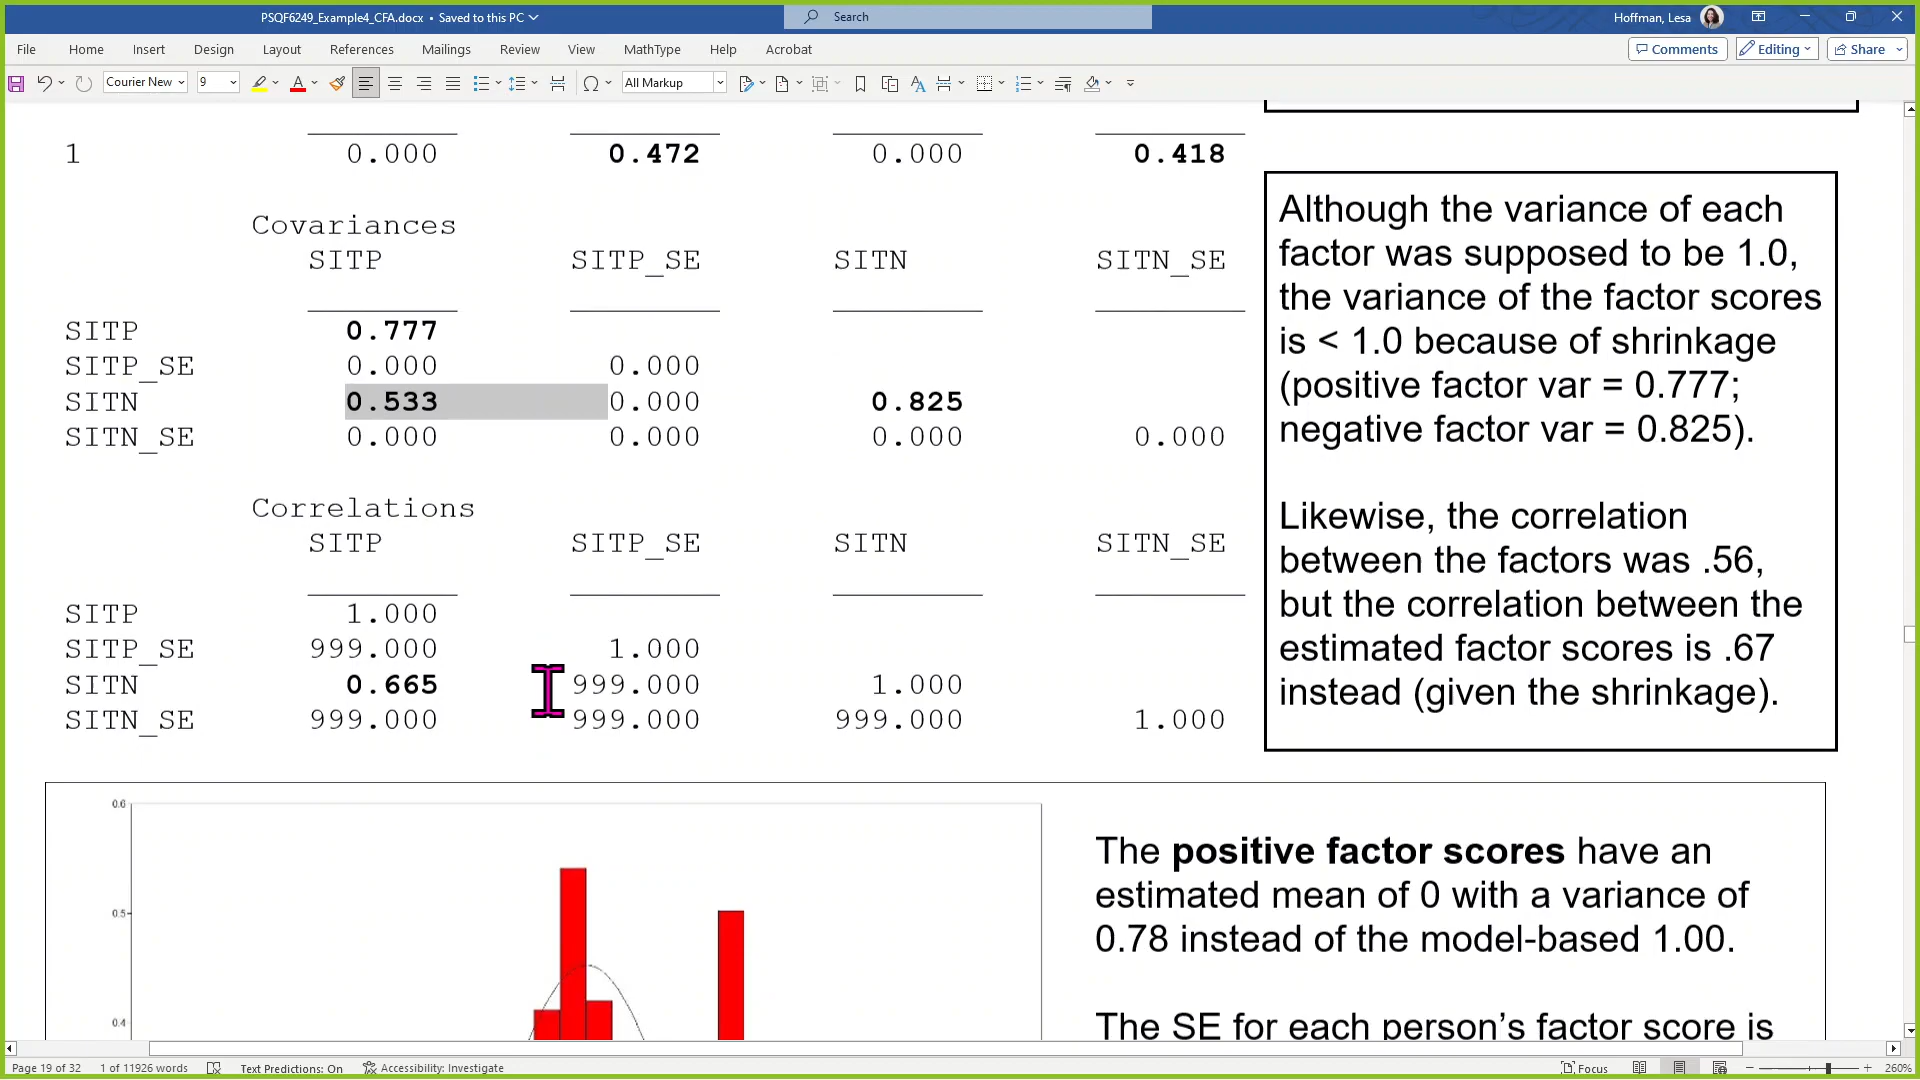 PSQF6249_Example4_CFA.docx • Saved to this PC
Search
Hoffman, Lesa
File Home Insert Design Layout References Mailings Review View MathType Help Acrobat
Comments Editing Share
Courier New 9 All Markup
1 0.000 0.472 0.000 0.418
Covariances
SITP SITP_SE SITN SITN_SE
SITP 0.777
SITP_SE 0.000 0.000
SITN 0.533 0.000 0.825
SITN_SE 0.000 0.000 0.000 0.000
Correlations
SITP SITP_SE SITN SITN_SE
SITP 1.000
SITP_SE 999.000 1.000
SITN 0.665 999.000 1.000
SITN_SE 999.000 999.000 999.000 1.000
Although the variance of each
factor was supposed to be 1.0,
the variance of the factor scores
is < 1.0 because of shrinkage
(positive factor var = 0.777;
negative factor var = 0.825).
Likewise, the correlation
between the factors was .56,
but the correlation between the
estimated factor scores is .67
instead (given the shrinkage).
0.6
0.5
0.4
The positive factor scores have an
estimated mean of 0 with a variance of
0.78 instead of the model-based 1.00.
The SE for each person's factor score is
Page 19 of 32 1 of 11926 words Text Predictions: On Accessibility: Investigate Focus 260%